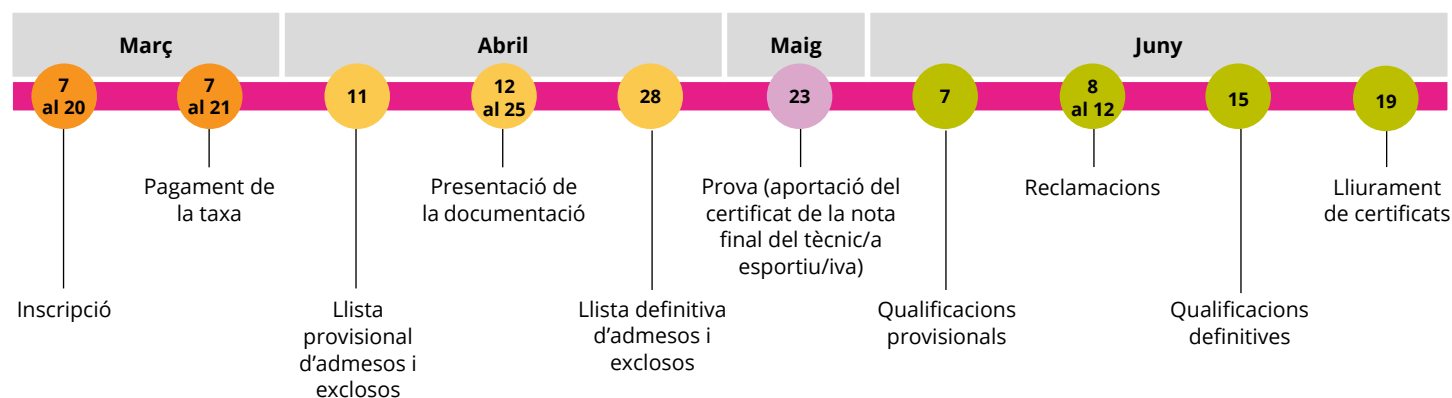 Març
Abril
Maig
Juny
7
al 20
7
al 21
11
12
al 25
28
23
7
8
al 12
15
19
Pagament de
la taxa
Presentació de
la documentació
Prova (aportació del
certificat de la nota
final del tècnic/a
esportiu/iva)
Reclamacions
Lliurament
de certificats
Inscripció
Llista
provisional
d’admesos i
exclosos
Llista definitiva
d’admesos i
exclosos
Qualificacions
provisionals
Qualificacions
definitives